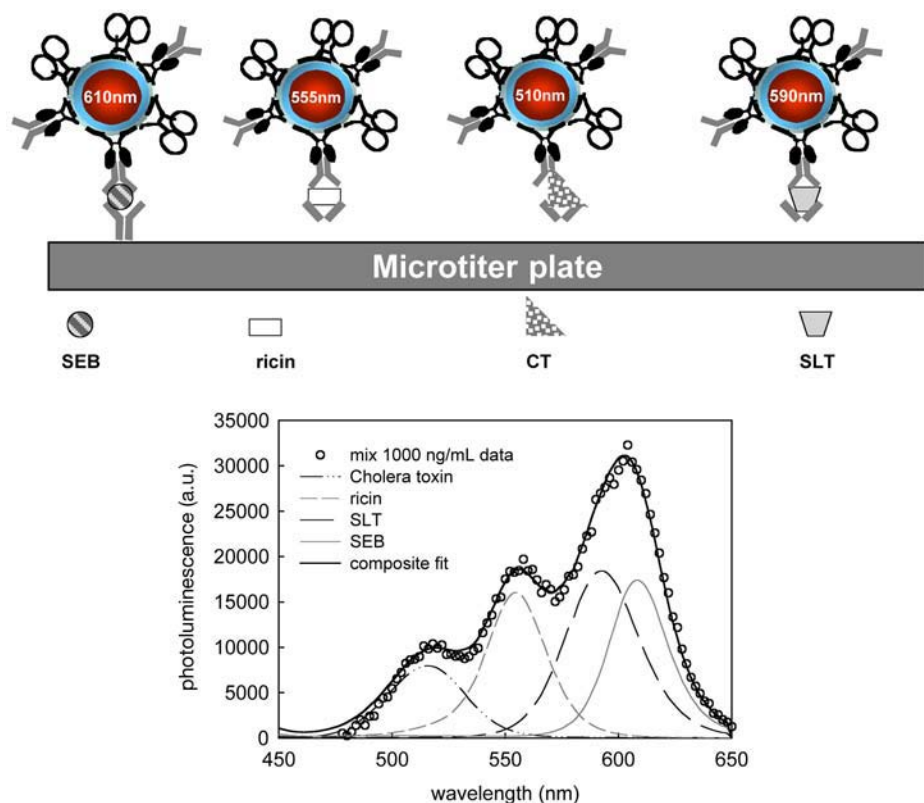 610nm 555nm 510nm 590nm
Microtiter plate
SEB ricin CT SLT
35000
30000
25000
20000
15000
10000
5000
0
photoluminescence (a.u.)
mix 1000 ng/mL data
Cholera toxin
ricin
SLT
SEB
composite fit
450 500 550 600 650
wavelength (nm)